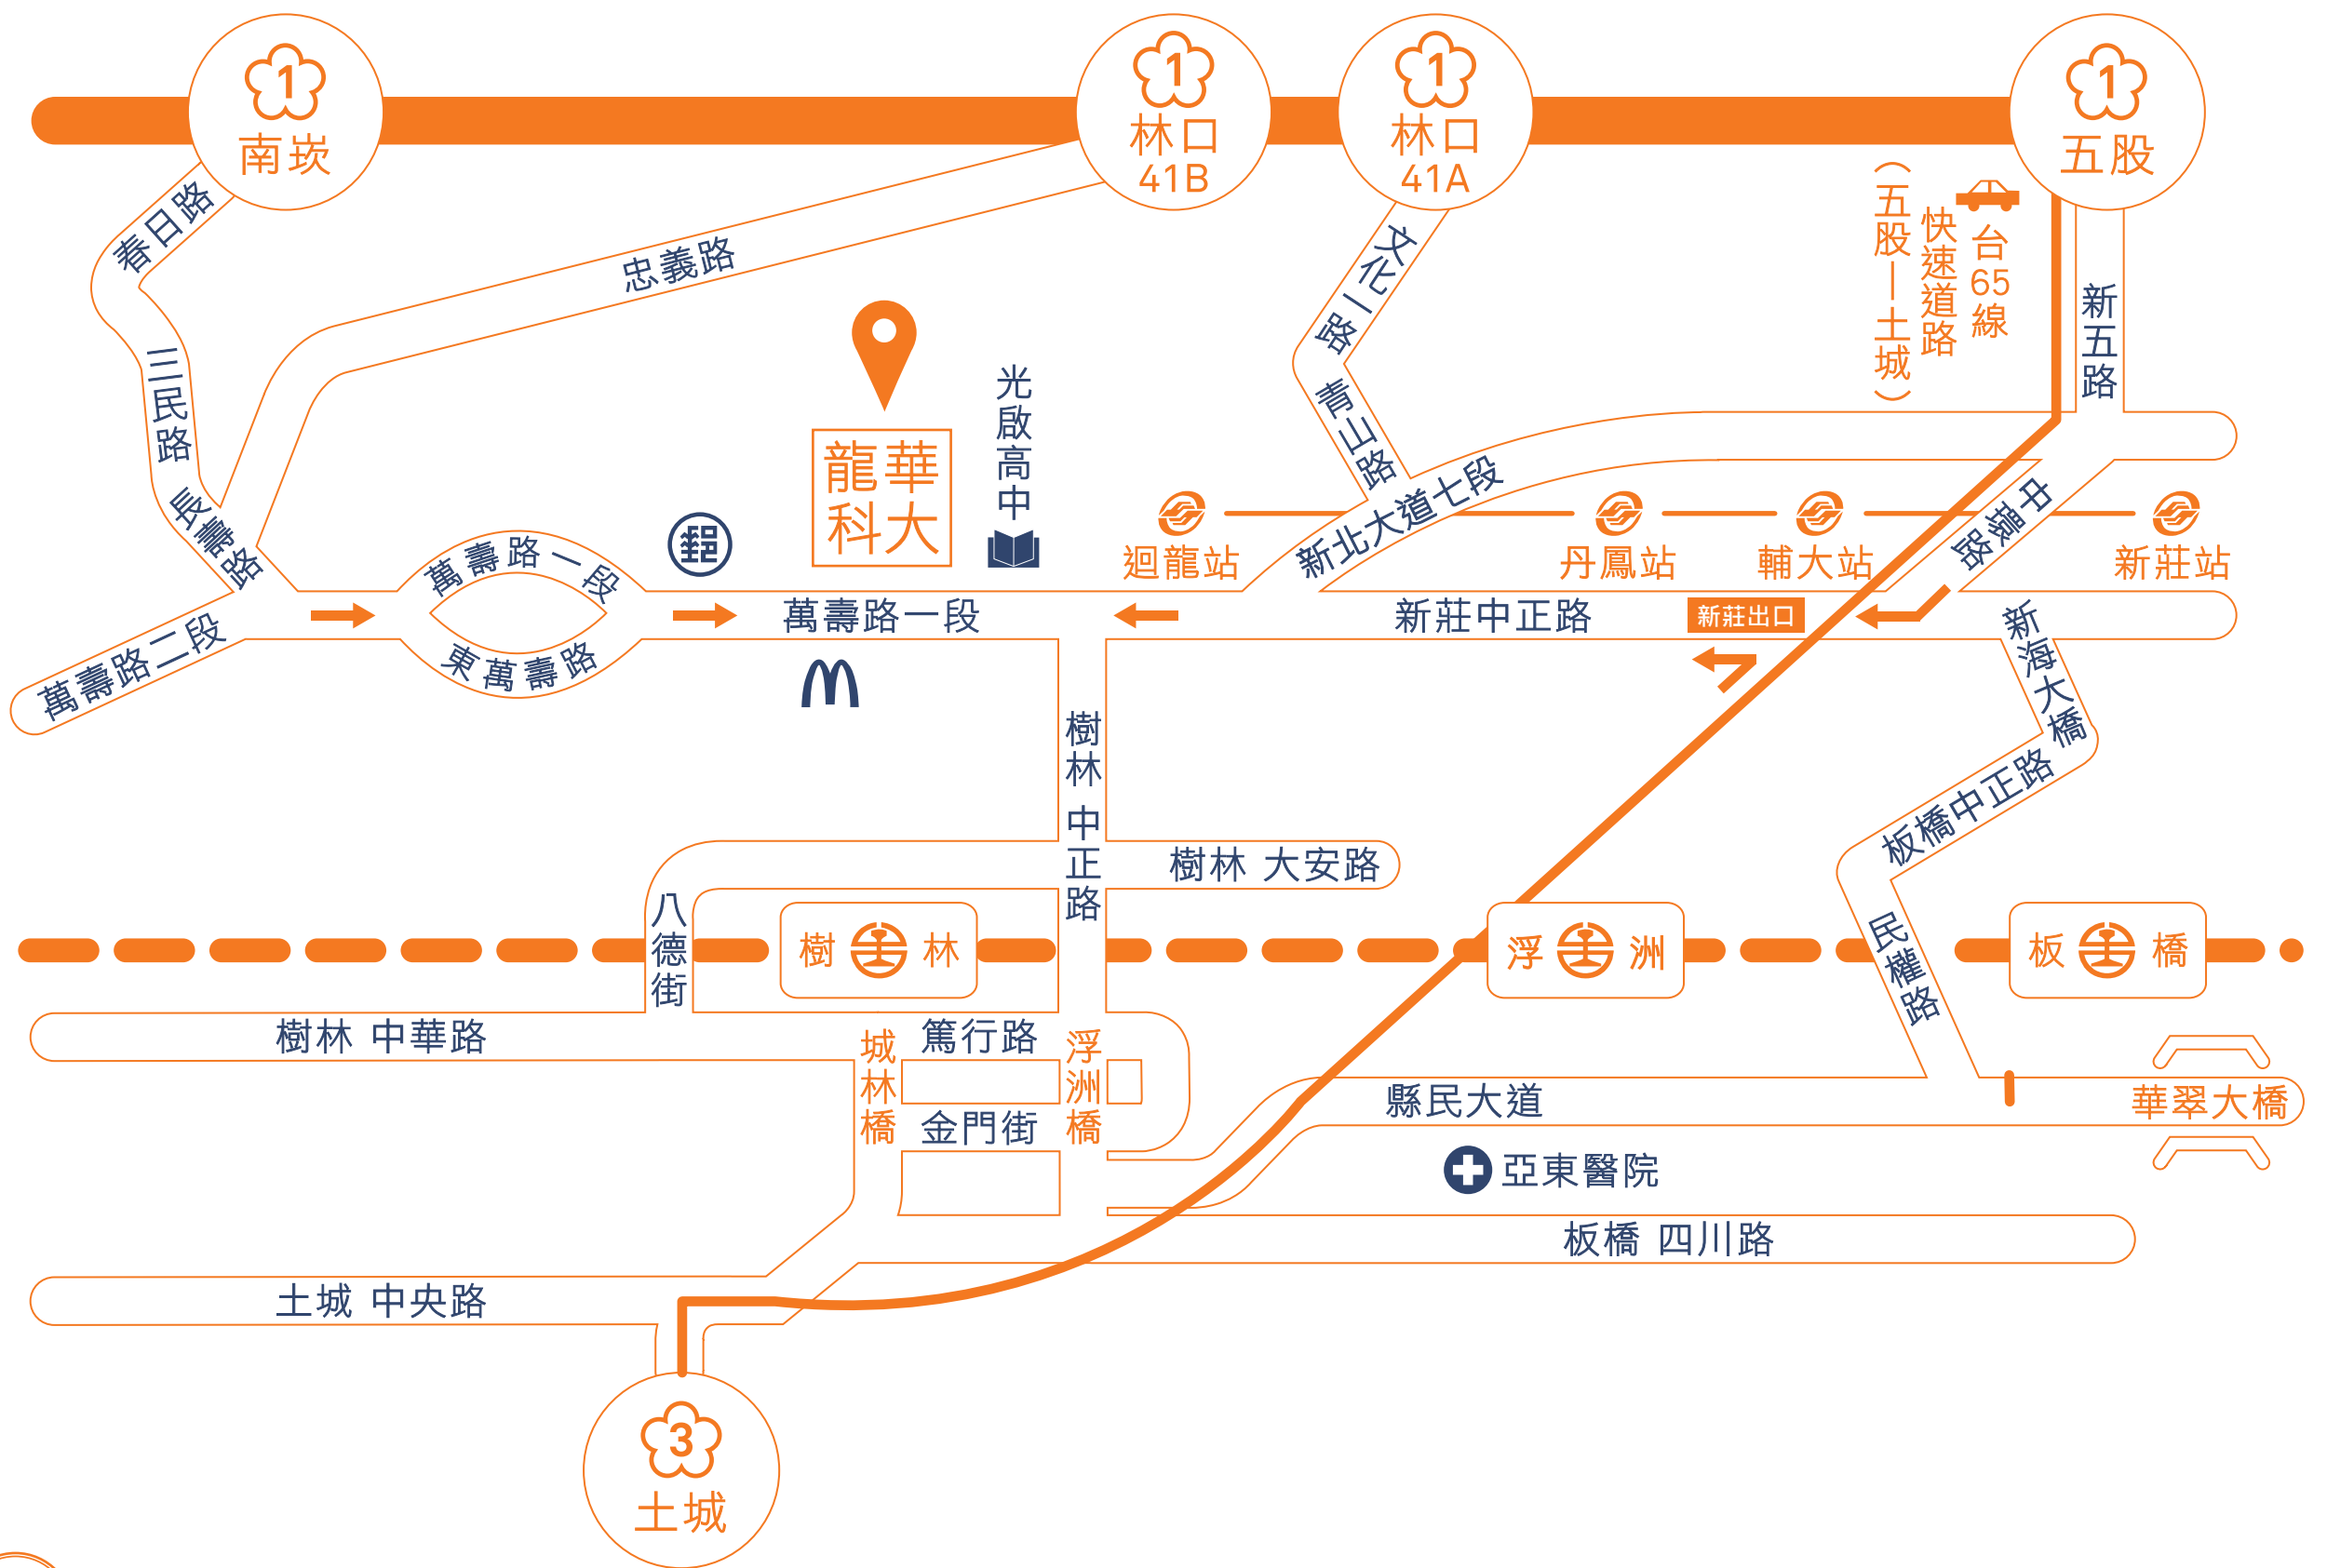 1
南崁
1
林口
41B
1
林口
41A
1
五股
春日路
忠義路
文化一路
（五股—土城）
快速道路
台65線
新五路
三民路
光啟高中
青山路
龍華
科大
長壽路
新北大道七段
中環路
迴龍站
丹鳳站
輔大站
新莊站
萬壽路一段
萬壽路一段
新莊中正路
新莊出口
萬壽路二段
東萬壽路
新海大橋
樹林 中正路
板橋中正路
樹林 大安路
八德街
樹林
浮洲
板橋
民權路
樹林 中華路
城林橋
篤行路
浮洲橋
金門街
縣民大道
華翠大橋
亞東醫院
板橋 四川路
土城 中央路
3
土城